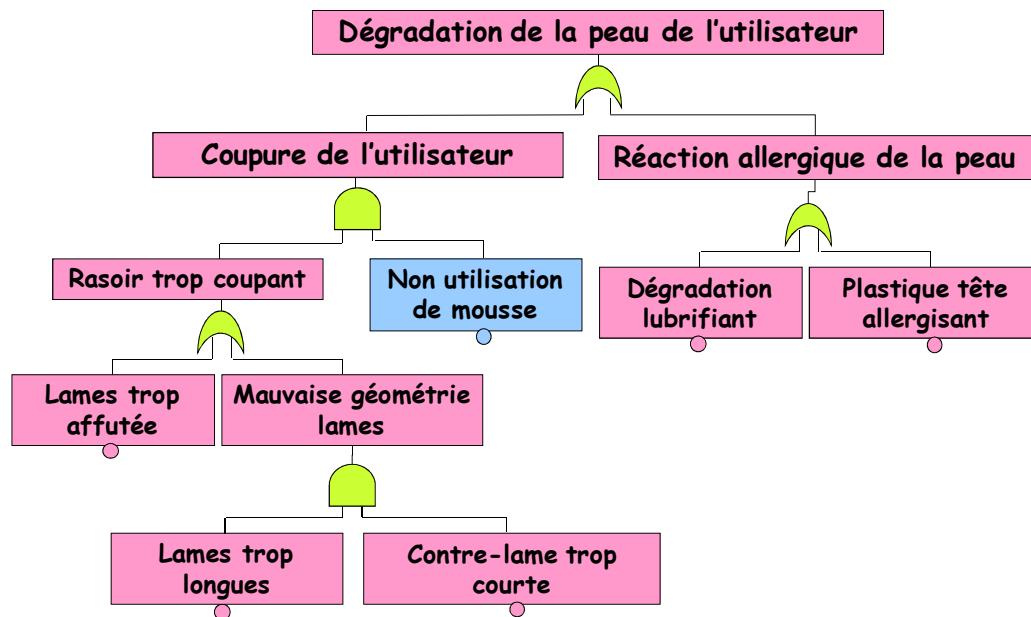 Dégradation de la peau de l'utilisateur
Coupure de l'utilisateur
Réaction allergique de la peau
Rasoir trop coupant
Non utilisation
de mousse
Dégradation
lubrifiant
Plastique tête
allergisant
Lames trop
affutée
Mauvaise géométrie
lames
Lames trop
longues
Contre-lame trop
courte